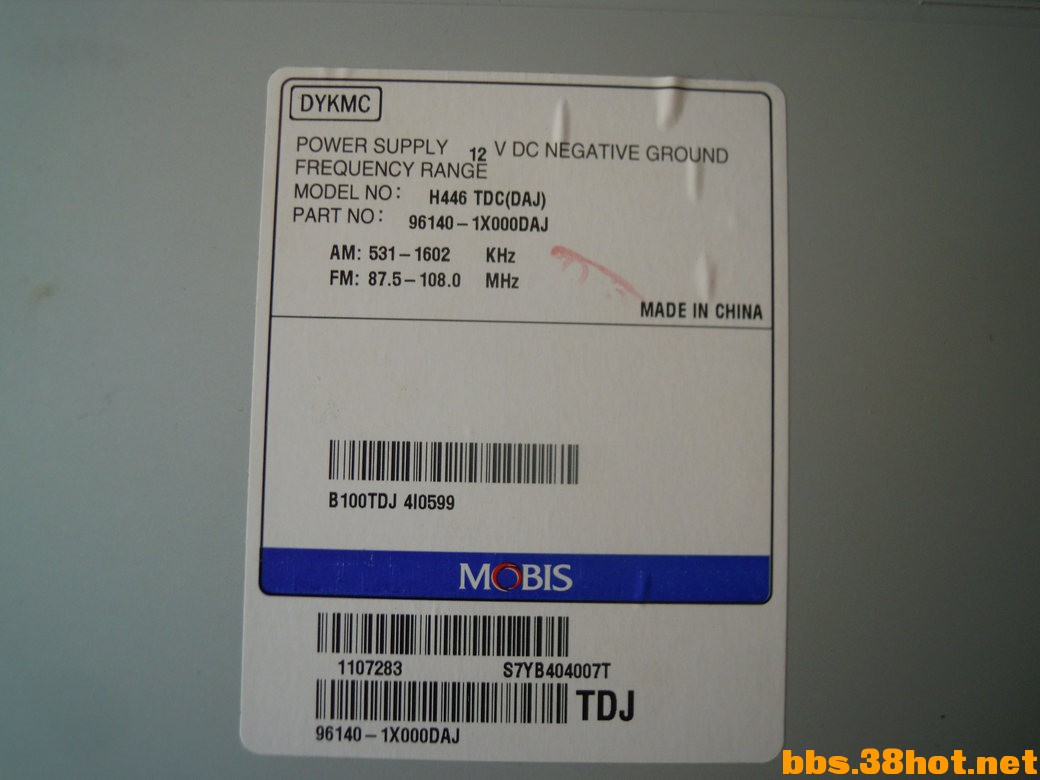 DYKMC
POWER SUPPLY 12 V DC NEGATIVE GROUND
FREQUENCY RANGE
MODEL NO: H446 TDC(DAJ)
PART NO: 96140-1X000DAJ
AM: 531-1602 KHz
FM: 87.5-108.0 MHz
MADE IN CHINA
B100TDJ 4I0599
MOBIS
1107283 S7YB404007T
TDJ
96140-1X000DAJ
bbs.38hot.net